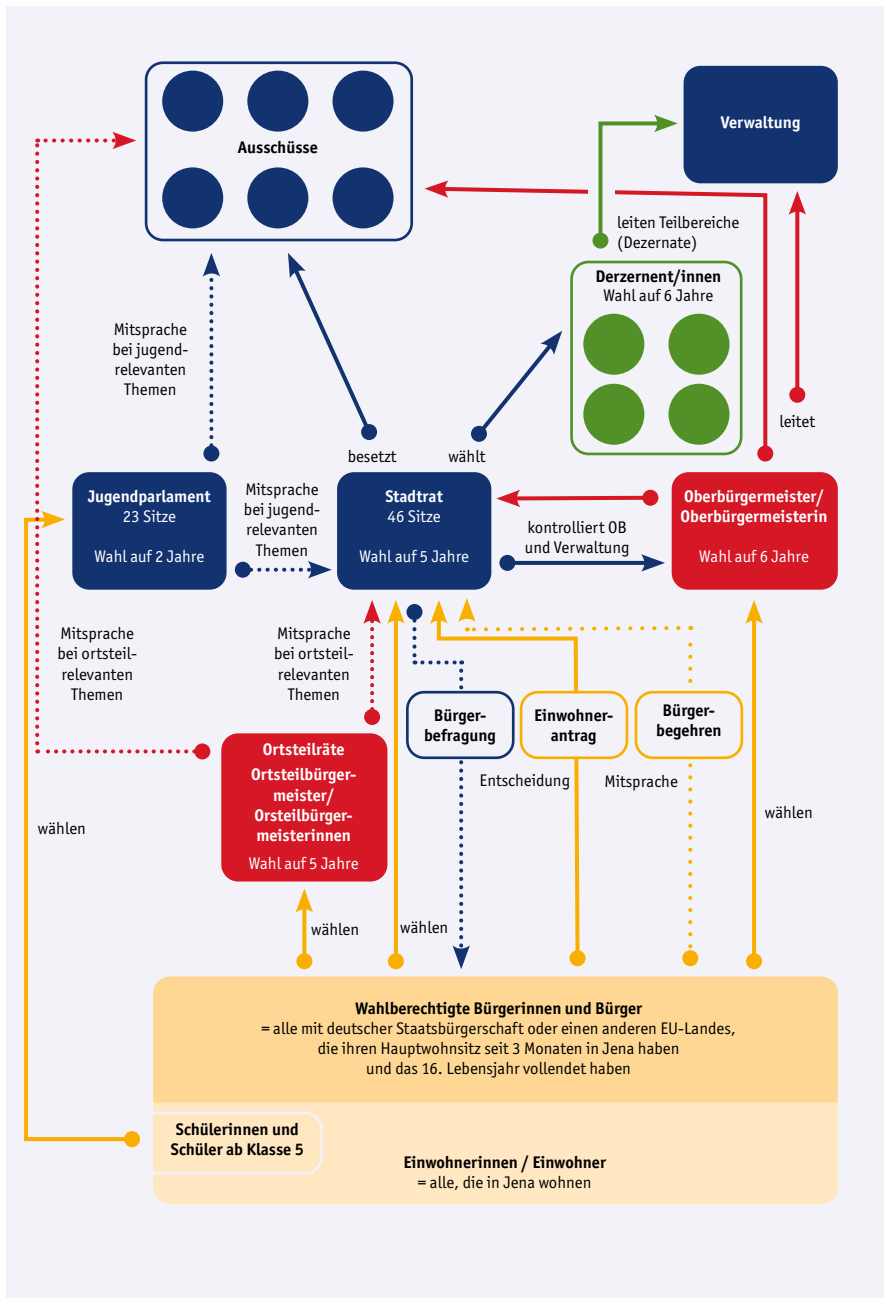 Ausschüsse
Verwaltung
leiten Teilbereiche
(Dezernate)
Derzernent/innen
Wahl auf 6 Jahre
Mitsprache
bei jugend-
relevanten
Themen
leitet
besetzt
wählt
Jugendparlament
23 Sitze
Wahl auf 2 Jahre
Mitsprache
bei jugend-
relevanten
Themen
Stadtrat
46 Sitze
Wahl auf 5 Jahre
kontrolliert OB
und Verwaltung
Oberbürgermeister/
Oberbürgermeisterin
Wahl auf 6 Jahre
Mitsprache
bei ortsteil-
relevanten
Themen
Mitsprache
bei ortsteil-
relevanten
Themen
Bürger-
befragung
Einwohner-
antrag
Bürger-
begehren
Ortsteilräte
Ortsteilbürger-
meister/
Orsteilbürger-
meisterinnen
Wahl auf 5 Jahre
Entscheidung
Mitsprache
wählen
wählen
wählen
wählen
Wahlberechtigte Bürgerinnen und Bürger
= alle mit deutscher Staatsbürgerschaft oder einen anderen EU-Landes,
die ihren Hauptwohnsitz seit 3 Monaten in Jena haben
und das 16. Lebensjahr vollendet haben
Schülerinnen und
Schüler ab Klasse 5
Einwohnerinnen / Einwohner
= alle, die in Jena wohnen